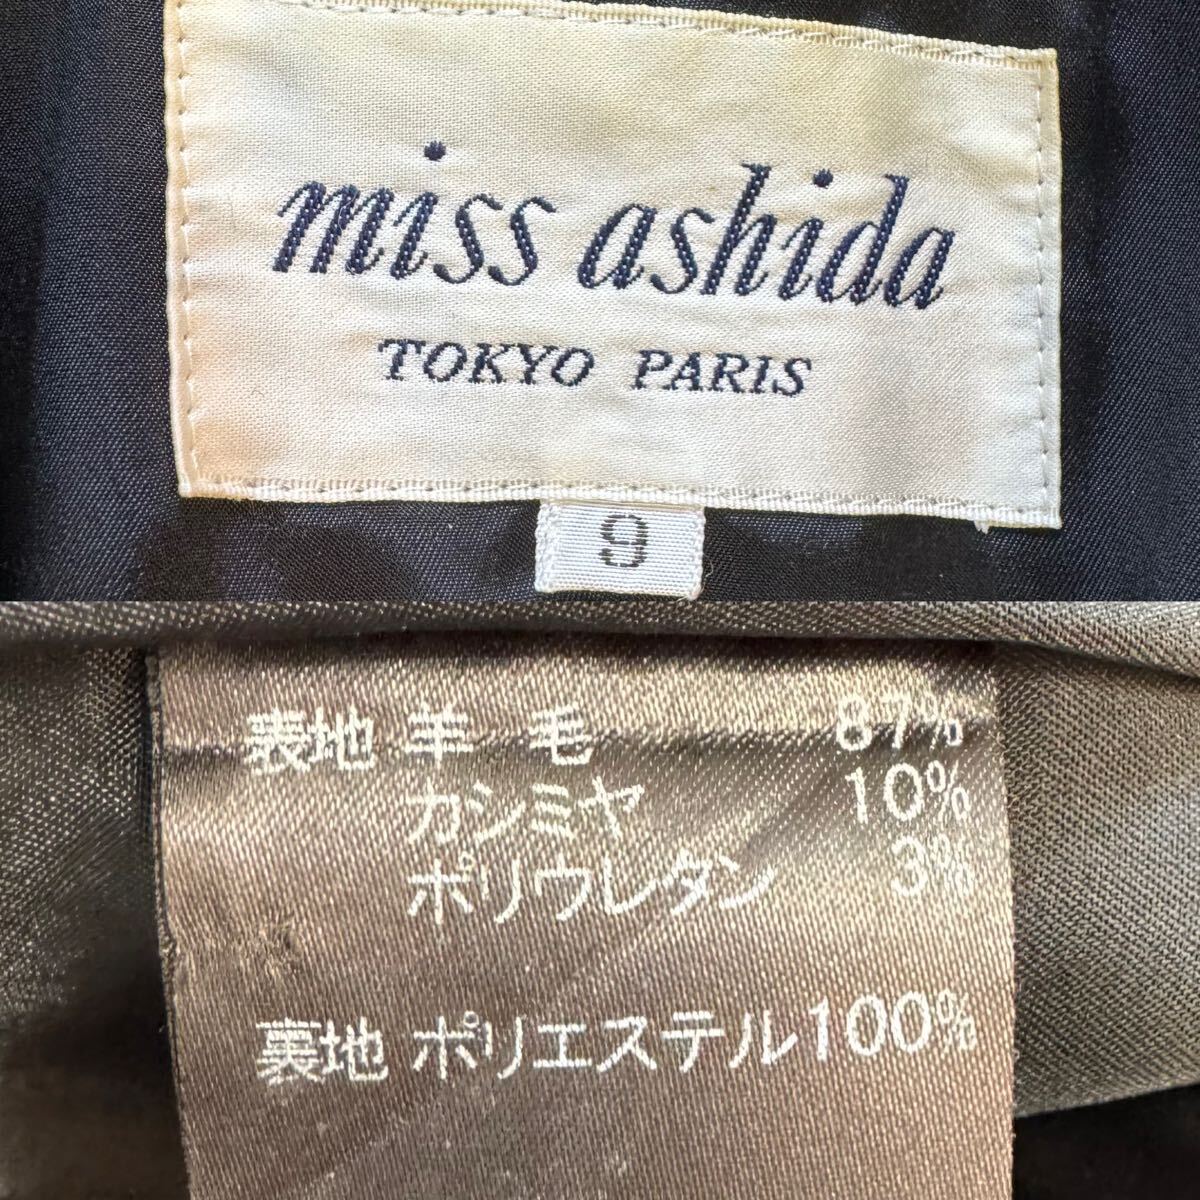 miss ashida
TOKYO PARIS
9
表地 羊 毛 87%
カシミヤ 10%
ポリウレタン 3%
裏地 ポリエステル100%